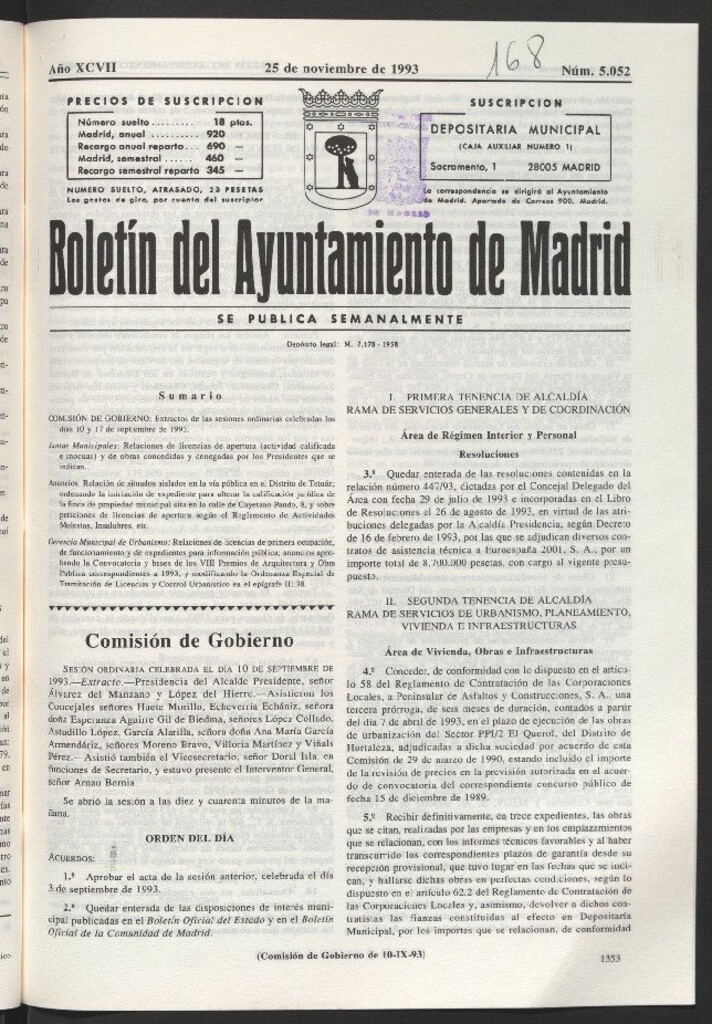 Año XCVII
25 de noviembre de 1993
168
Núm. 5.052
PRECIOS DE SUSCRIPCION
Número suelto......... 18 ptas.
Madrid, anual ........... 920 —
Recargo anual reparto... 690 —
Madrid, semestral ...... 460 —
Recargo semestral reparto 345 —
NUMERO SUELTO, ATRASADO, 23 PESETAS
Los gastos de giro, por cuenta del suscriptor
SUSCRIPCION
DEPOSITARIA MUNICIPAL
(CAJA AUXILIAR NUMERO 1)
Sacramento, 1 28005 MADRID
La correspondencia se dirigirá al Ayuntamiento
de Madrid. Apartado de Correos 900. Madrid.
DE MADRID
Boletín del Ayuntamiento de Madrid
SE PUBLICA SEMANALMENTE
Depósito legal: M. 7.178 - 1958
Sumario
COMISIÓN DE GOBIERNO: Extractos de las sesiones ordinarias celebradas los
días 10 y 17 de septiembre de 1993.
Juntas Municipales: Relaciones de licencias de apertura (actividad calificada
e inocuas) y de obras concedidas y denegadas por los Presidentes que se
indican.
Anuncios: Relación de situados aislados en la vía pública en el Distrito de Tetuán;
ordenando la iniciación de expediente para alterar la calificación jurídica de
la finca de propiedad municipal sita en la calle de Cayetano Pando, 8, y sobre
peticiones de licencias de apertura según el Reglamento de Actividades
Molestas, Insalubres, etc.
Gerencia Municipal de Urbanismo: Relaciones de licencias de primera ocupación,
de funcionamiento y de expedientes para información pública; anuncios apro-
bando la Convocatoria y bases de los VIII Premios de Arquitectura y Obra
Pública correspondientes a 1993, y modificando la Ordenanza Especial de
Tramitación de Licencias y Control Urbanístico en el epígrafe III.38.
Comisión de Gobierno
SESIÓN ORDINARIA CELEBRADA EL DÍA 10 DE SEPTIEMBRE DE
1993.—Extracto.—Presidencia del Alcalde Presidente, señor
Álvarez del Manzano y López del Hierro.—Asistieron los
Concejales señores Huete Morillo, Echeverría Echániz, señora
doña Esperanza Aguirre Gil de Biedma, señores López Collado,
Astudillo López, García Alarilla, señora doña Ana María García
Armendáriz, señores Moreno Bravo, Villoria Martínez y Viñals
Pérez.—Asistió también el Vicesecretario, señor Doral Isla, en
funciones de Secretario, y estuvo presente el Interventor General,
señor Arnau Bernia.
Se abrió la sesión a las diez y cuarenta minutos de la ma-
ñana.
ORDEN DEL DÍA
ACUERDOS:
1.º Aprobar el acta de la sesión anterior, celebrada el día
3 de septiembre de 1993.
2.º Quedar enterada de las disposiciones de interés muni-
cipal publicadas en el Boletín Oficial del Estado y en el Boletín
Oficial de la Comunidad de Madrid.
I. PRIMERA TENENCIA DE ALCALDÍA
RAMA DE SERVICIOS GENERALES Y DE COORDINACIÓN
Área de Régimen Interior y Personal
Resoluciones
3.º Quedar enterada de las resoluciones contenidas en la
relación número 447/93, dictadas por el Concejal Delegado del
Área con fecha 29 de julio de 1993 e incorporadas en el Libro
de Resoluciones el 26 de agosto de 1993, en virtud de las atri-
buciones delegadas por la Alcaldía Presidencia, según Decreto
de 16 de febrero de 1993, por las que se adjudican diversos con-
tratos de asistencia técnica a Euroespaña 2001, S. A., por un
importe total de 8.700.000 pesetas, con cargo al vigente presu-
puesto.
II. SEGUNDA TENENCIA DE ALCALDÍA
RAMA DE SERVICIOS DE URBANISMO, PLANEAMIENTO,
VIVIENDA E INFRAESTRUCTURAS
Área de Vivienda, Obras e Infraestructuras
4.º Conceder, de conformidad con lo dispuesto en el artícu-
lo 58 del Reglamento de Contratación de las Corporaciones
Locales, a Peninsular de Asfaltos y Construcciones, S. A., una
tercera prórroga, de seis meses de duración, contados a partir
del día 7 de abril de 1993, en el plazo de ejecución de las obras
de urbanización del Sector PPI/2 El Querol, del Distrito de
Hortaleza, adjudicadas a dicha sociedad por acuerdo de esta
Comisión de 29 de marzo de 1990, estando incluido el importe
de la revisión de precios en la previsión autorizada en el acuer-
do de convocatoria del correspondiente concurso público de
fecha 15 de diciembre de 1989.
5.º Recibir definitivamente, en trece expedientes, las obras
que se citan, realizadas por las empresas y en los emplazamientos
que se relacionan, con los informes técnicos favorables y al haber
transcurrido los correspondientes plazos de garantía desde su
recepción provisional, que tuvo lugar en las fechas que se indi-
can, y hallarse dichas obras en perfectas condiciones, según lo
dispuesto en el artículo 62.2 del Reglamento de Contratación de
las Corporaciones Locales y, asimismo, devolver a dichos con-
tratistas las fianzas constituidas al efecto en Depositaría
Municipal, por los importes que se relacionan, de conformidad
(Comisión de Gobierno de 10-IX-93)
1353